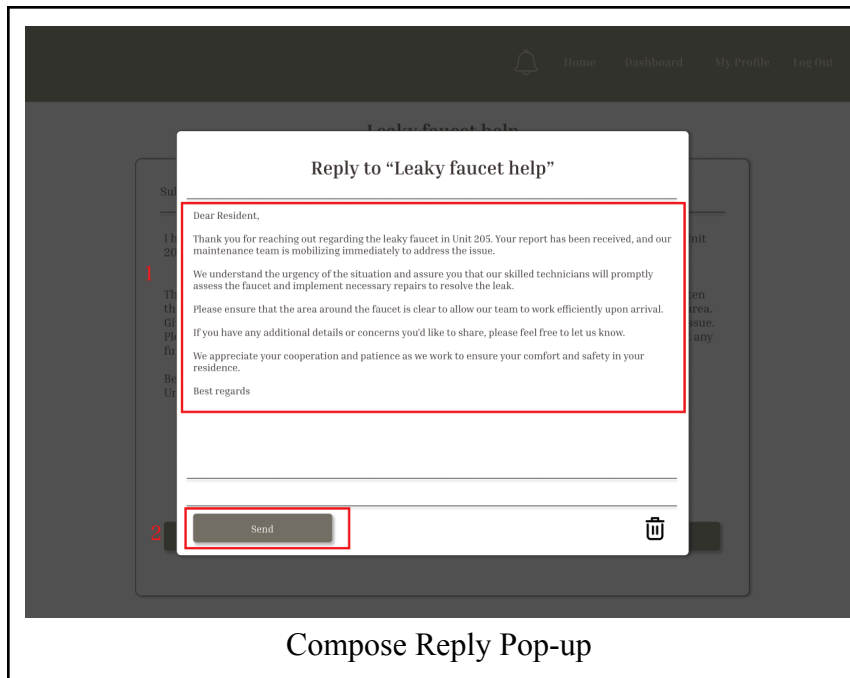 Home Dashboard My Profile Log Out
Leaky faucet help
Reply to “Leaky faucet help”
Dear Resident,
Thank you for reaching out regarding the leaky faucet in Unit 205. Your report has been received, and our
maintenance team is mobilizing immediately to address the issue.
1
We understand the urgency of the situation and assure you that our skilled technicians will promptly
assess the faucet and implement necessary repairs to resolve the leak.
Please ensure that the area around the faucet is clear to allow our team to work efficiently upon arrival.
If you have any additional details or concerns you'd like to share, please feel free to let us know.
We appreciate your cooperation and patience as we work to ensure your comfort and safety in your
residence.
Best regards
2
Send
Compose Reply Pop-up